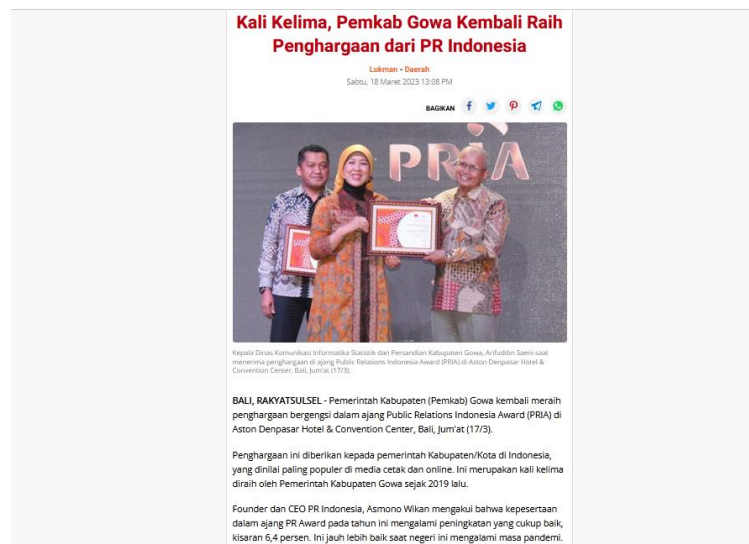 Kali Kelima, Pemkab Gowa Kembali Raih
Penghargaan dari PR Indonesia
Lukman - Daerah
Sabtu, 18 Maret 2023 13:08 PM
BAGIKAN
PRIA
Kepala Dinas Komunikasi Informatika Statistik dan Persandian Kabupaten Gowa, Arifuddin Saeni saat
menerima penghargaan di ajang Public Relations Indonesia Award (PRIA) di Aston Denpasar Hotel &
Convention Center, Bali, Jum'at (17/3).
BALI, RAKYATSULSEL - Pemerintah Kabupaten (Pemkab) Gowa kembali meraih
penghargaan bergengsi dalam ajang Public Relations Indonesia Award (PRIA) di
Aston Denpasar Hotel & Convention Center, Bali, Jum'at (17/3).
Penghargaan ini diberikan kepada pemerintah Kabupaten/Kota di Indonesia,
yang dinilai paling populer di media cetak dan online. Ini merupakan kali kelima
diraih oleh Pemerintah Kabupaten Gowa sejak 2019 lalu.
Founder dan CEO PR Indonesia, Asmono Wikan mengakui bahwa kepesertaan
dalam ajang PR Award pada tahun ini mengalami peningkatan yang cukup baik,
kisaran 6,4 persen. Ini jauh lebih baik saat negeri ini mengalami masa pandemi.